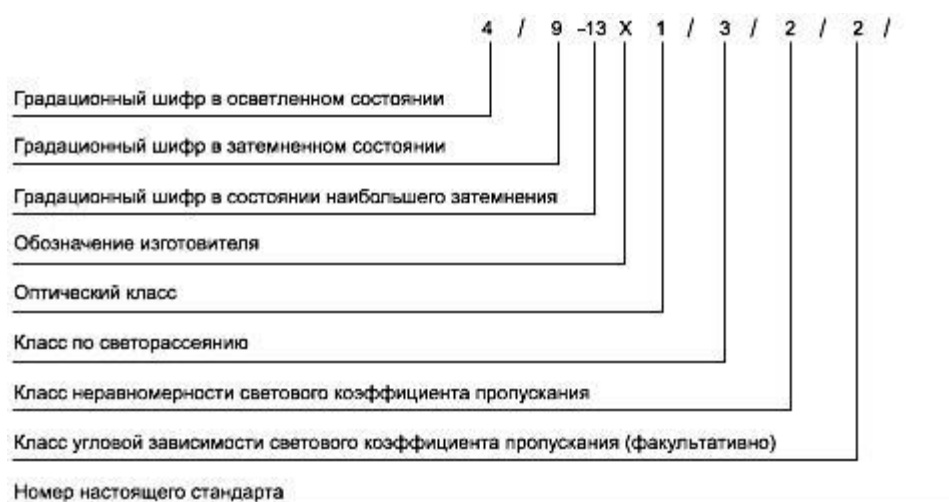 4 / 9 -13 X 1 / 3 / 2 / 2 /
Градационный шифр в осветленном состоянии
Градационный шифр в затемненном состоянии
Градационный шифр в состоянии наибольшего затемнения
Обозначение изготовителя
Оптический класс
Класс по светорассеянию
Класс неравномерности светового коэффициента пропускания
Класс угловой зависимости светового коэффициента пропускания (факультативно)
Номер настоящего стандарта